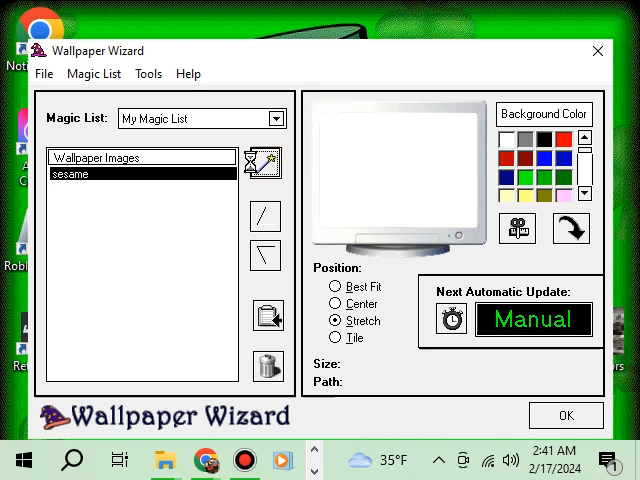 Wallpaper Wizard
File Magic List Tools Help
Magic List: My Magic List
Wallpaper Images
sesame
Background Color
Position:
Best Fit
Center
Stretch
Tile
Next Automatic Update:
Manual
Size:
Path:
Wallpaper Wizard
OK
35°F
2:41 AM
2/17/2024
1